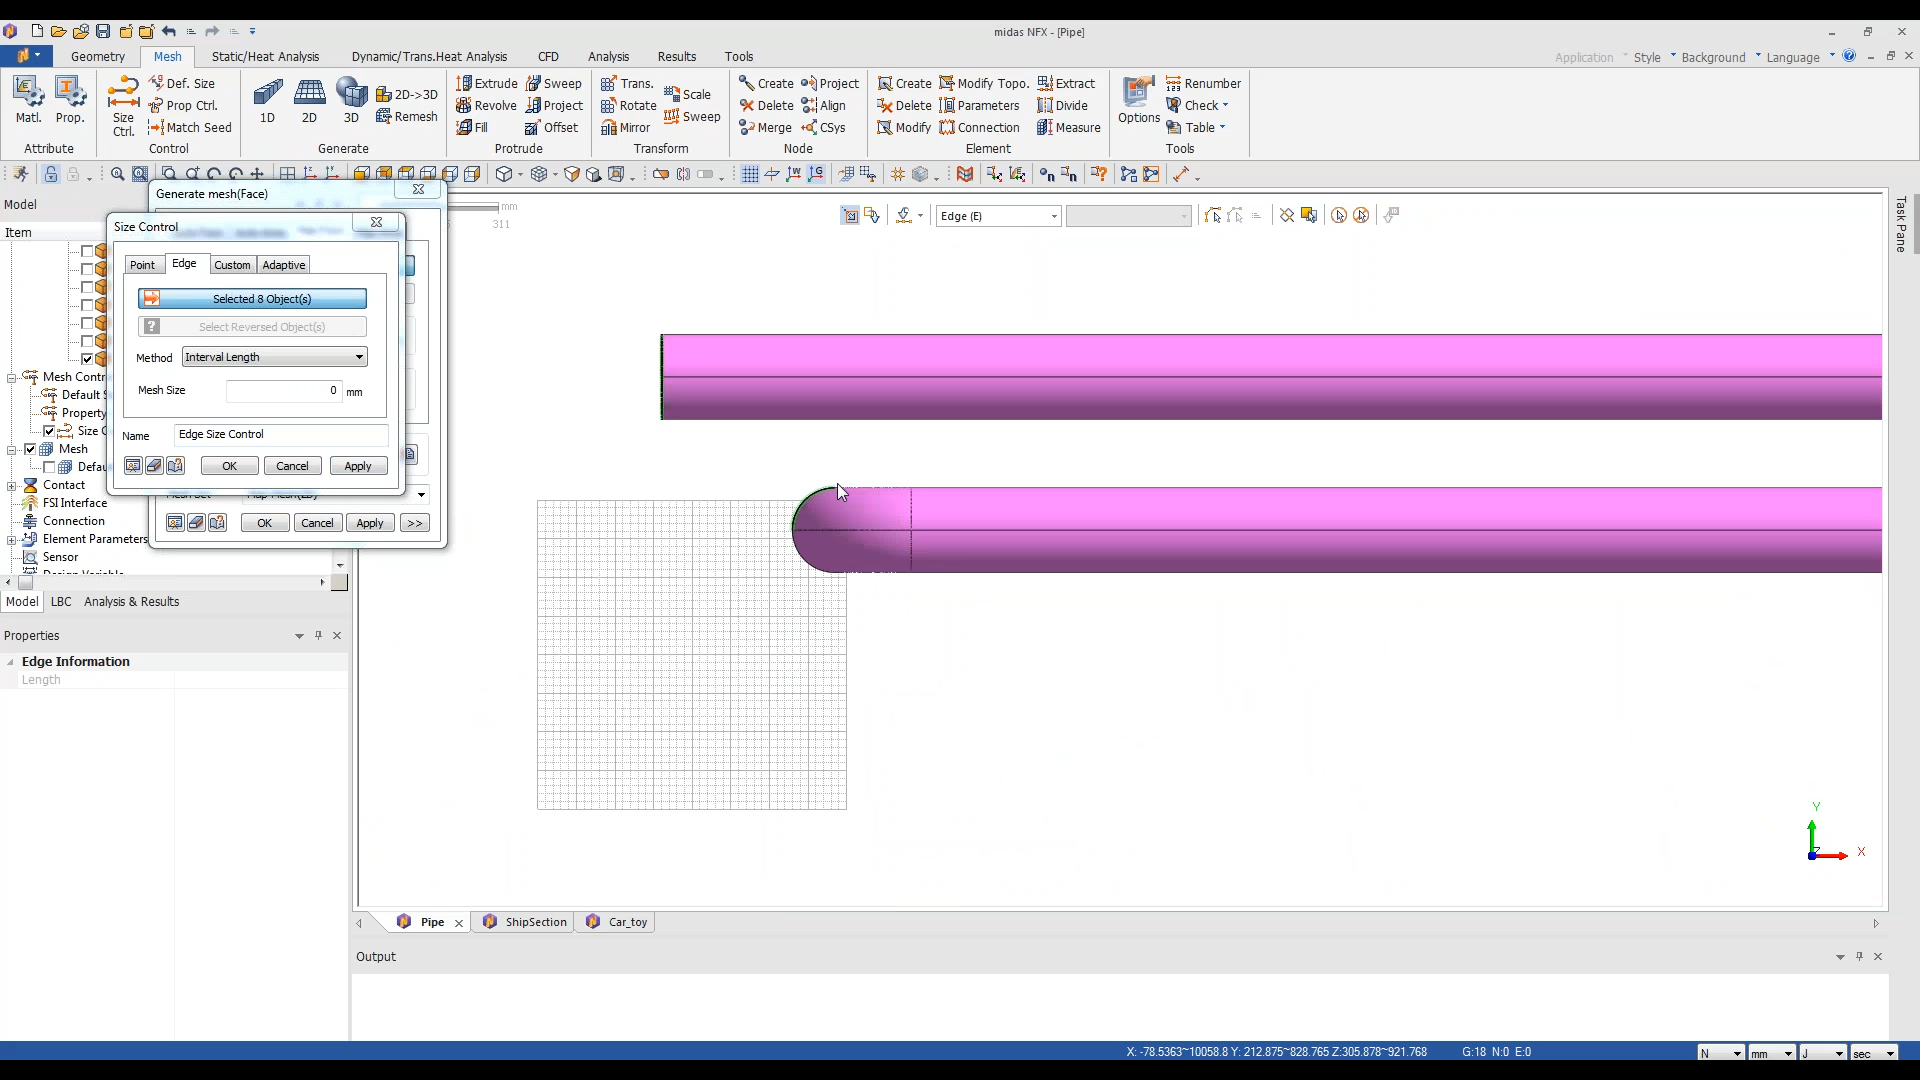 midas NFX - [Pipe]
Geometry
Mesh
Static/Heat Analysis
Dynamic/Trans.Heat Analysis
CFD
Analysis
Results
Tools
Application
Style
Background
Language
Matl.
Prop.
Attribute
Size
Ctrl.
Def. Size
Prop Ctrl.
Match Seed
Control
1D
2D
3D
2D->3D
Remesh
Generate
Extrude
Revolve
Fill
Sweep
Project
Offset
Protrude
Trans.
Rotate
Mirror
Scale
Sweep
Transform
Create
Delete
Merge
Project
Align
CSys
Node
Create
Delete
Modify
Modify Topo.
Parameters
Connection
Extract
Divide
Measure
Element
Options
Renumber
Check
Table
Tools
Model
Item
Mesh Contr
Default S
Property
Size C
Mesh
Defau
Contact
FSI Interface
Connection
Element Parameters
Sensor
Model
LBC
Analysis & Results
Generate mesh(Face)
Size Control
Point
Edge
Custom
Adaptive
Selected 8 Object(s)
Select Reversed Object(s)
Method
Interval Length
Mesh Size
0
mm
Name
Edge Size Control
OK
Cancel
Apply
OK
Cancel
Apply
>>
mm
311
Edge (E)
Task Pane
Y
X
Properties
Edge Information
Length
Pipe
ShipSection
Car_toy
Output
X: -78.5363~10058.8 Y: 212.875~828.765 Z:305.878~921.768
G:18 N:0 E:0
N
mm
J
sec